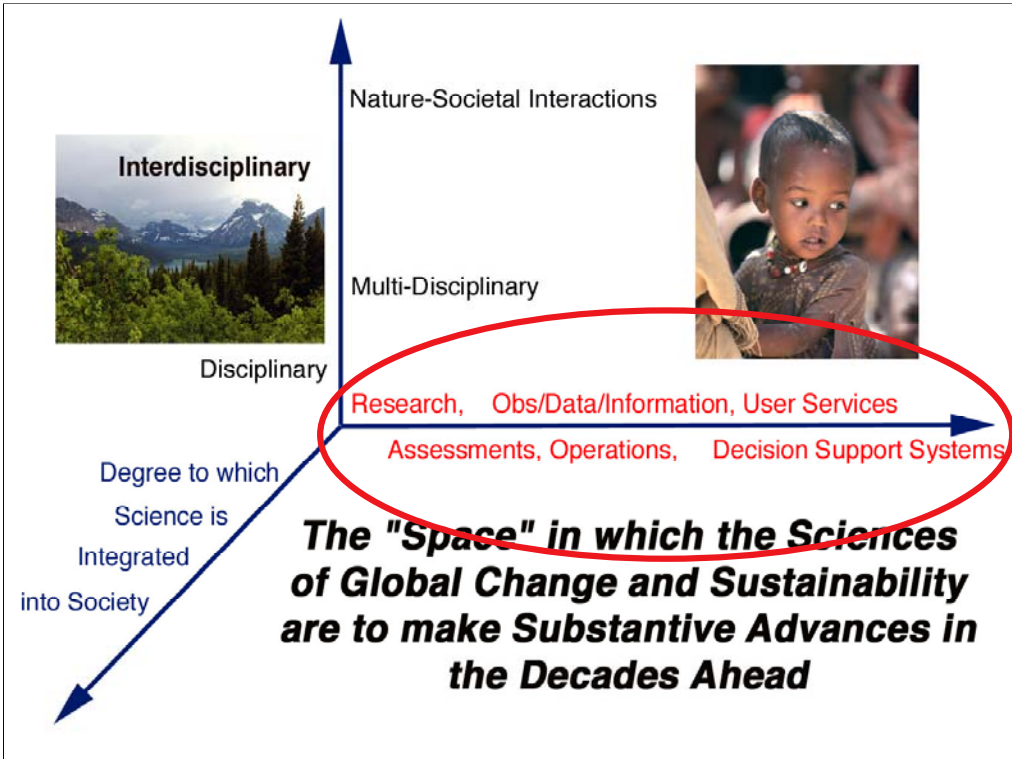 Nature-Societal Interactions
Interdisciplinary
Multi-Disciplinary
Disciplinary
Research, Obs/Data/Information, User Services
Assessments, Operations, Decision Support Systems
Degree to which
Science is
Integrated
into Society
The "Space" in which the Sciences
of Global Change and Sustainability
are to make Substantive Advances in
the Decades Ahead